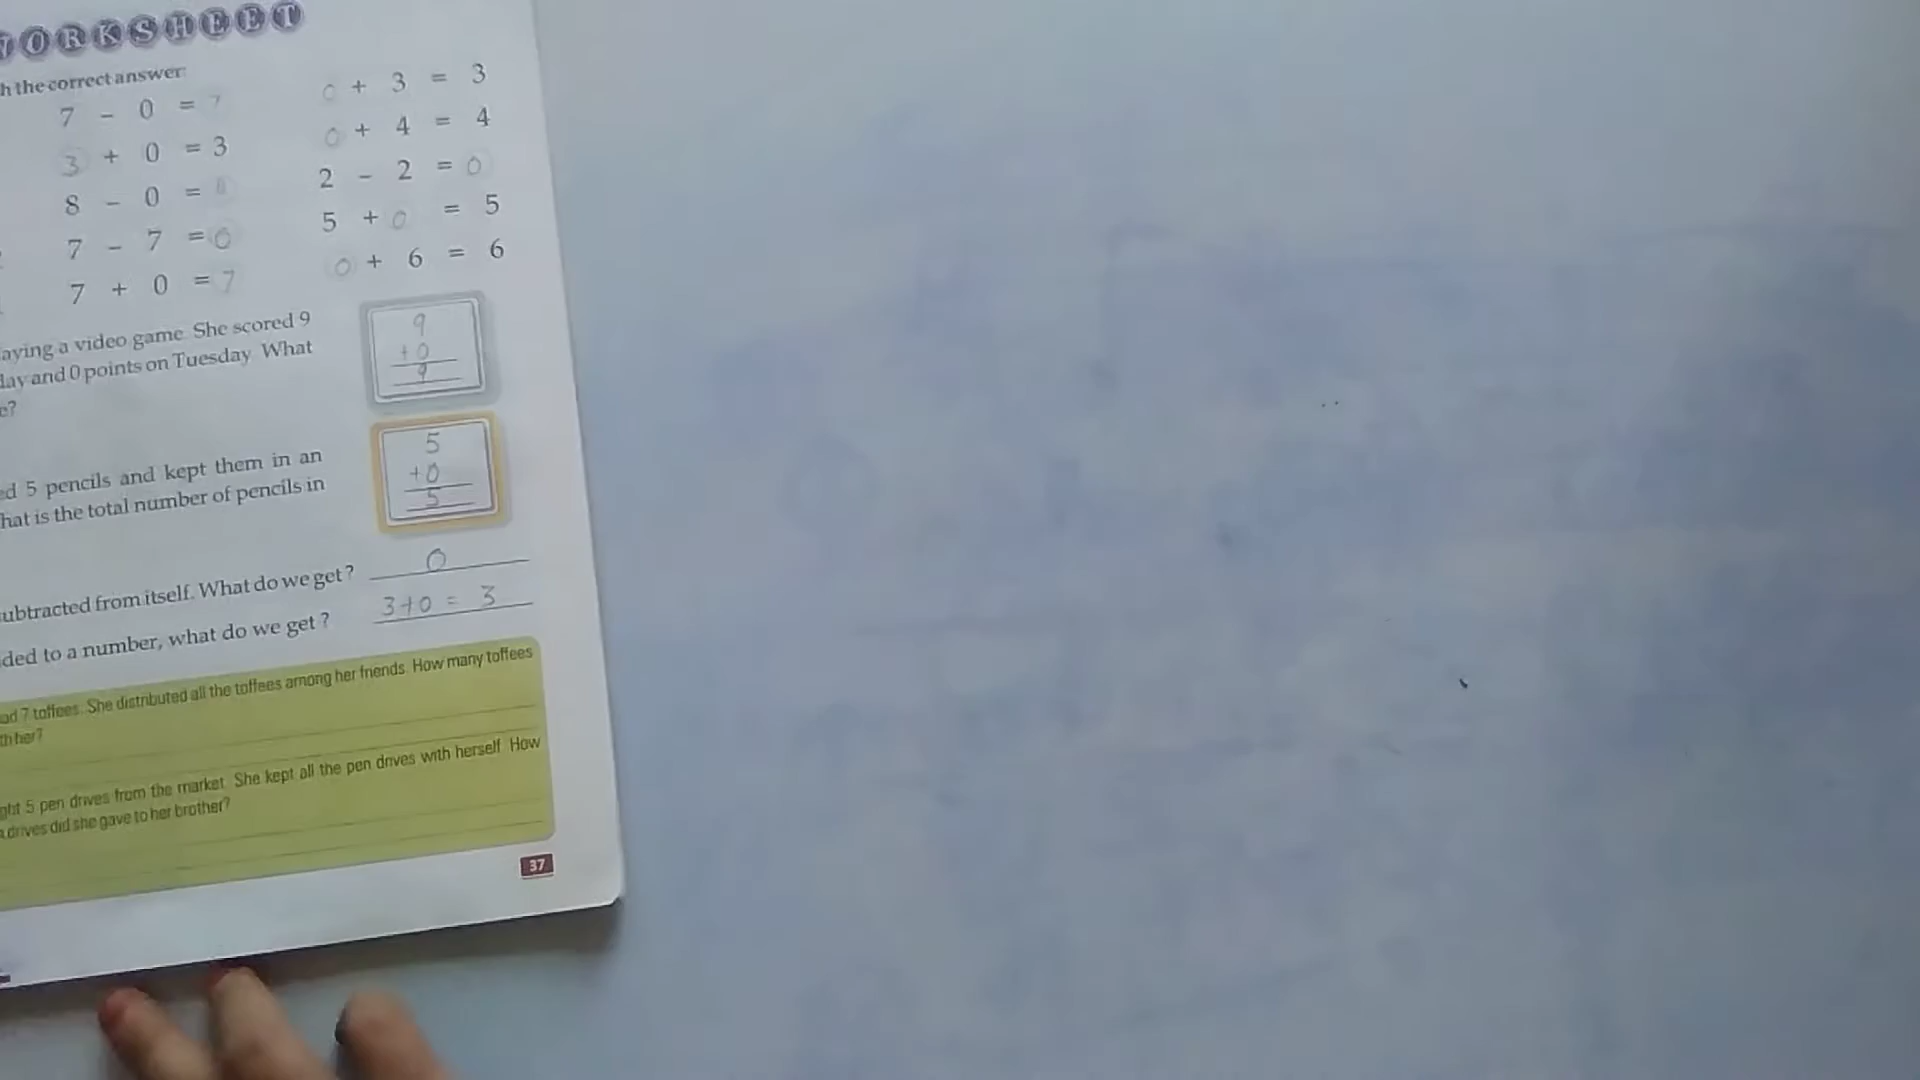 WORKSHEET
h the correct answer:
7 - 0 = 7
3 + 0 = 3
8 - 0 = 8
7 - 7 = 0
7 + 0 = 7
0 + 3 = 3
0 + 4 = 4
2 - 2 = 0
5 + 0 = 5
0 + 6 = 6
aying a video game. She scored 9
day and 0 points on Tuesday. What
e?
9
+0
9
ed 5 pencils and kept them in an
hat is the total number of pencils in
5
+0
5
subtracted from itself. What do we get ? 0
ded to a number, what do we get ? 3+0 = 3
ad 7 toffees. She distributed all the toffees among her friends. How many toffees
th her?
ght 5 pen drives from the market. She kept all the pen drives with herself. How
drives did she gave to her brother?
37